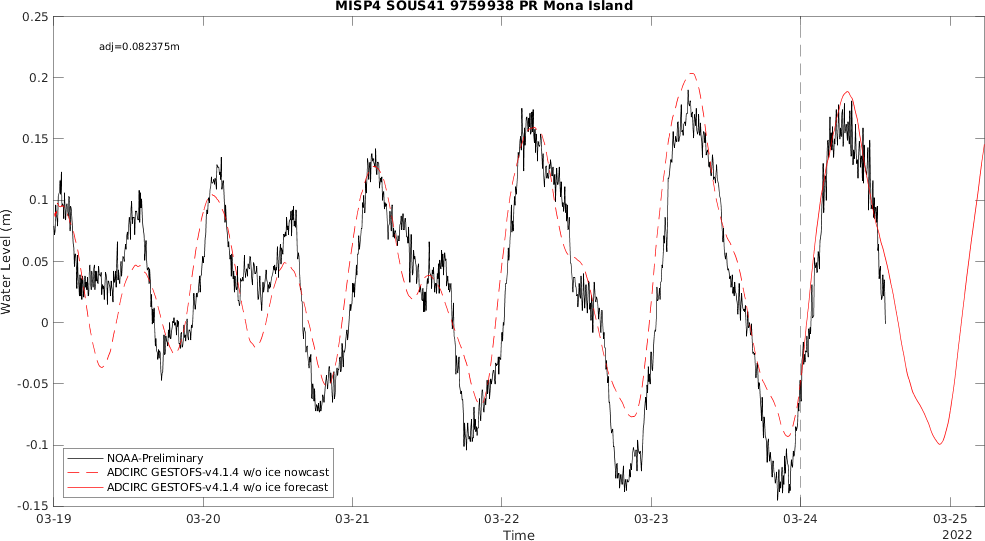 MISP4 SOUS41 9759938 PR Mona Island
adj=0.082375m
0.25
0.2
0.15
0.1
0.05
0
-0.05
-0.1
-0.15
Water Level (m)
NOAA-Preliminary
ADCIRC GESTOFS-v4.1.4 w/o ice nowcast
ADCIRC GESTOFS-v4.1.4 w/o ice forecast
03-19 03-20 03-21 03-22 03-23 03-24 03-25
Time
2022